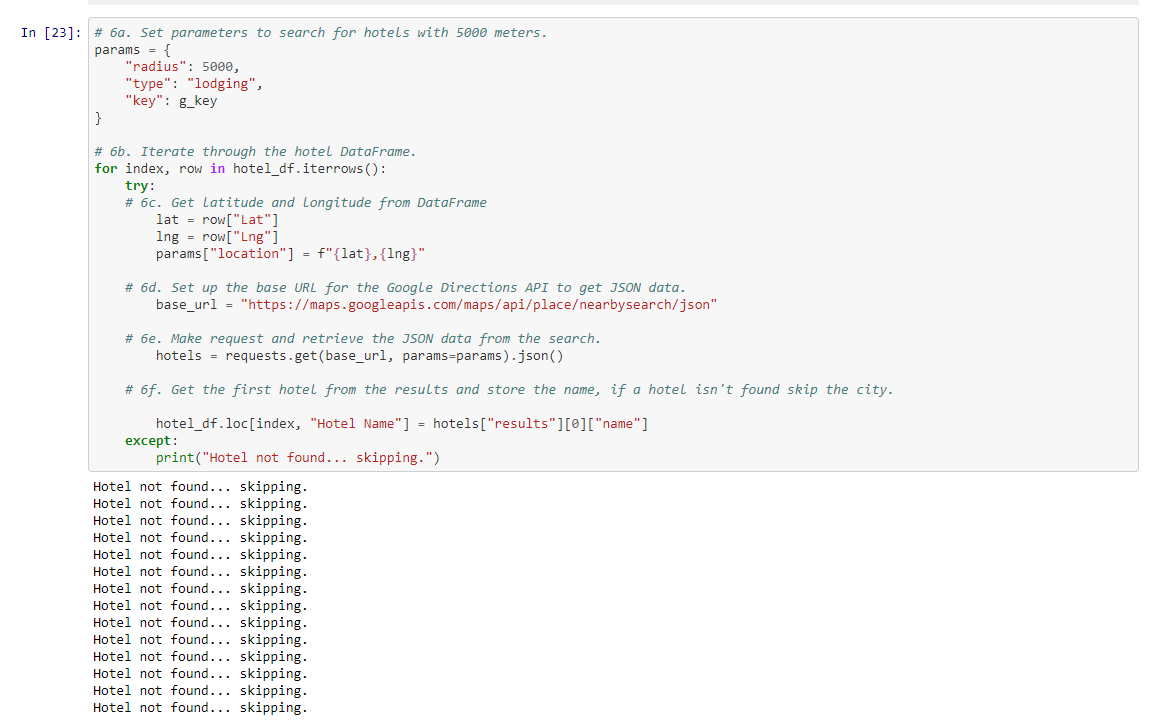 In [23]:
# 6a. Set parameters to search for hotels with 5000 meters.
params = {
    "radius": 5000,
    "type": "lodging",
    "key": g_key
}

# 6b. Iterate through the hotel DataFrame.
for index, row in hotel_df.iterrows():
    try:
    # 6c. Get latitude and longitude from DataFrame
        lat = row["Lat"]
        lng = row["Lng"]
        params["location"] = f"{lat},{lng}"

    # 6d. Set up the base URL for the Google Directions API to get JSON data.
        base_url = "https://maps.googleapis.com/maps/api/place/nearbysearch/json"

    # 6e. Make request and retrieve the JSON data from the search.
        hotels = requests.get(base_url, params=params).json()

    # 6f. Get the first hotel from the results and store the name, if a hotel isn't found skip the city.

        hotel_df.loc[index, "Hotel Name"] = hotels["results"][0]["name"]
    except:
        print("Hotel not found... skipping.")
Hotel not found... skipping.
Hotel not found... skipping.
Hotel not found... skipping.
Hotel not found... skipping.
Hotel not found... skipping.
Hotel not found... skipping.
Hotel not found... skipping.
Hotel not found... skipping.
Hotel not found... skipping.
Hotel not found... skipping.
Hotel not found... skipping.
Hotel not found... skipping.
Hotel not found... skipping.
Hotel not found... skipping.